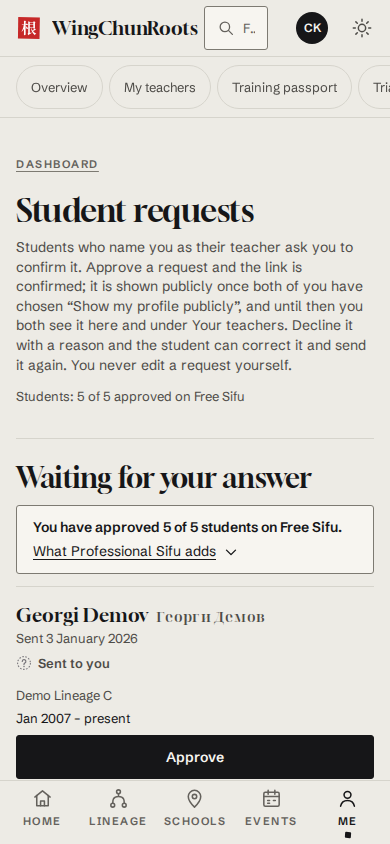 根 WingChunRoots F.. CK
Overview My teachers Training passport Tria
DASHBOARD
Student requests
Students who name you as their teacher ask you to
confirm it. Approve a request and the link is
confirmed; it is shown publicly once both of you have
chosen “Show my profile publicly”, and until then you
both see it here and under Your teachers. Decline it
with a reason and the student can correct it and send
it again. You never edit a request yourself.
Students: 5 of 5 approved on Free Sifu
Waiting for your answer
You have approved 5 of 5 students on Free Sifu.
What Professional Sifu adds
Georgi Demov Георги Демов
Sent 3 January 2026
Sent to you
Demo Lineage C
Jan 2007 – present
Approve
HOME LINEAGE SCHOOLS EVENTS ME